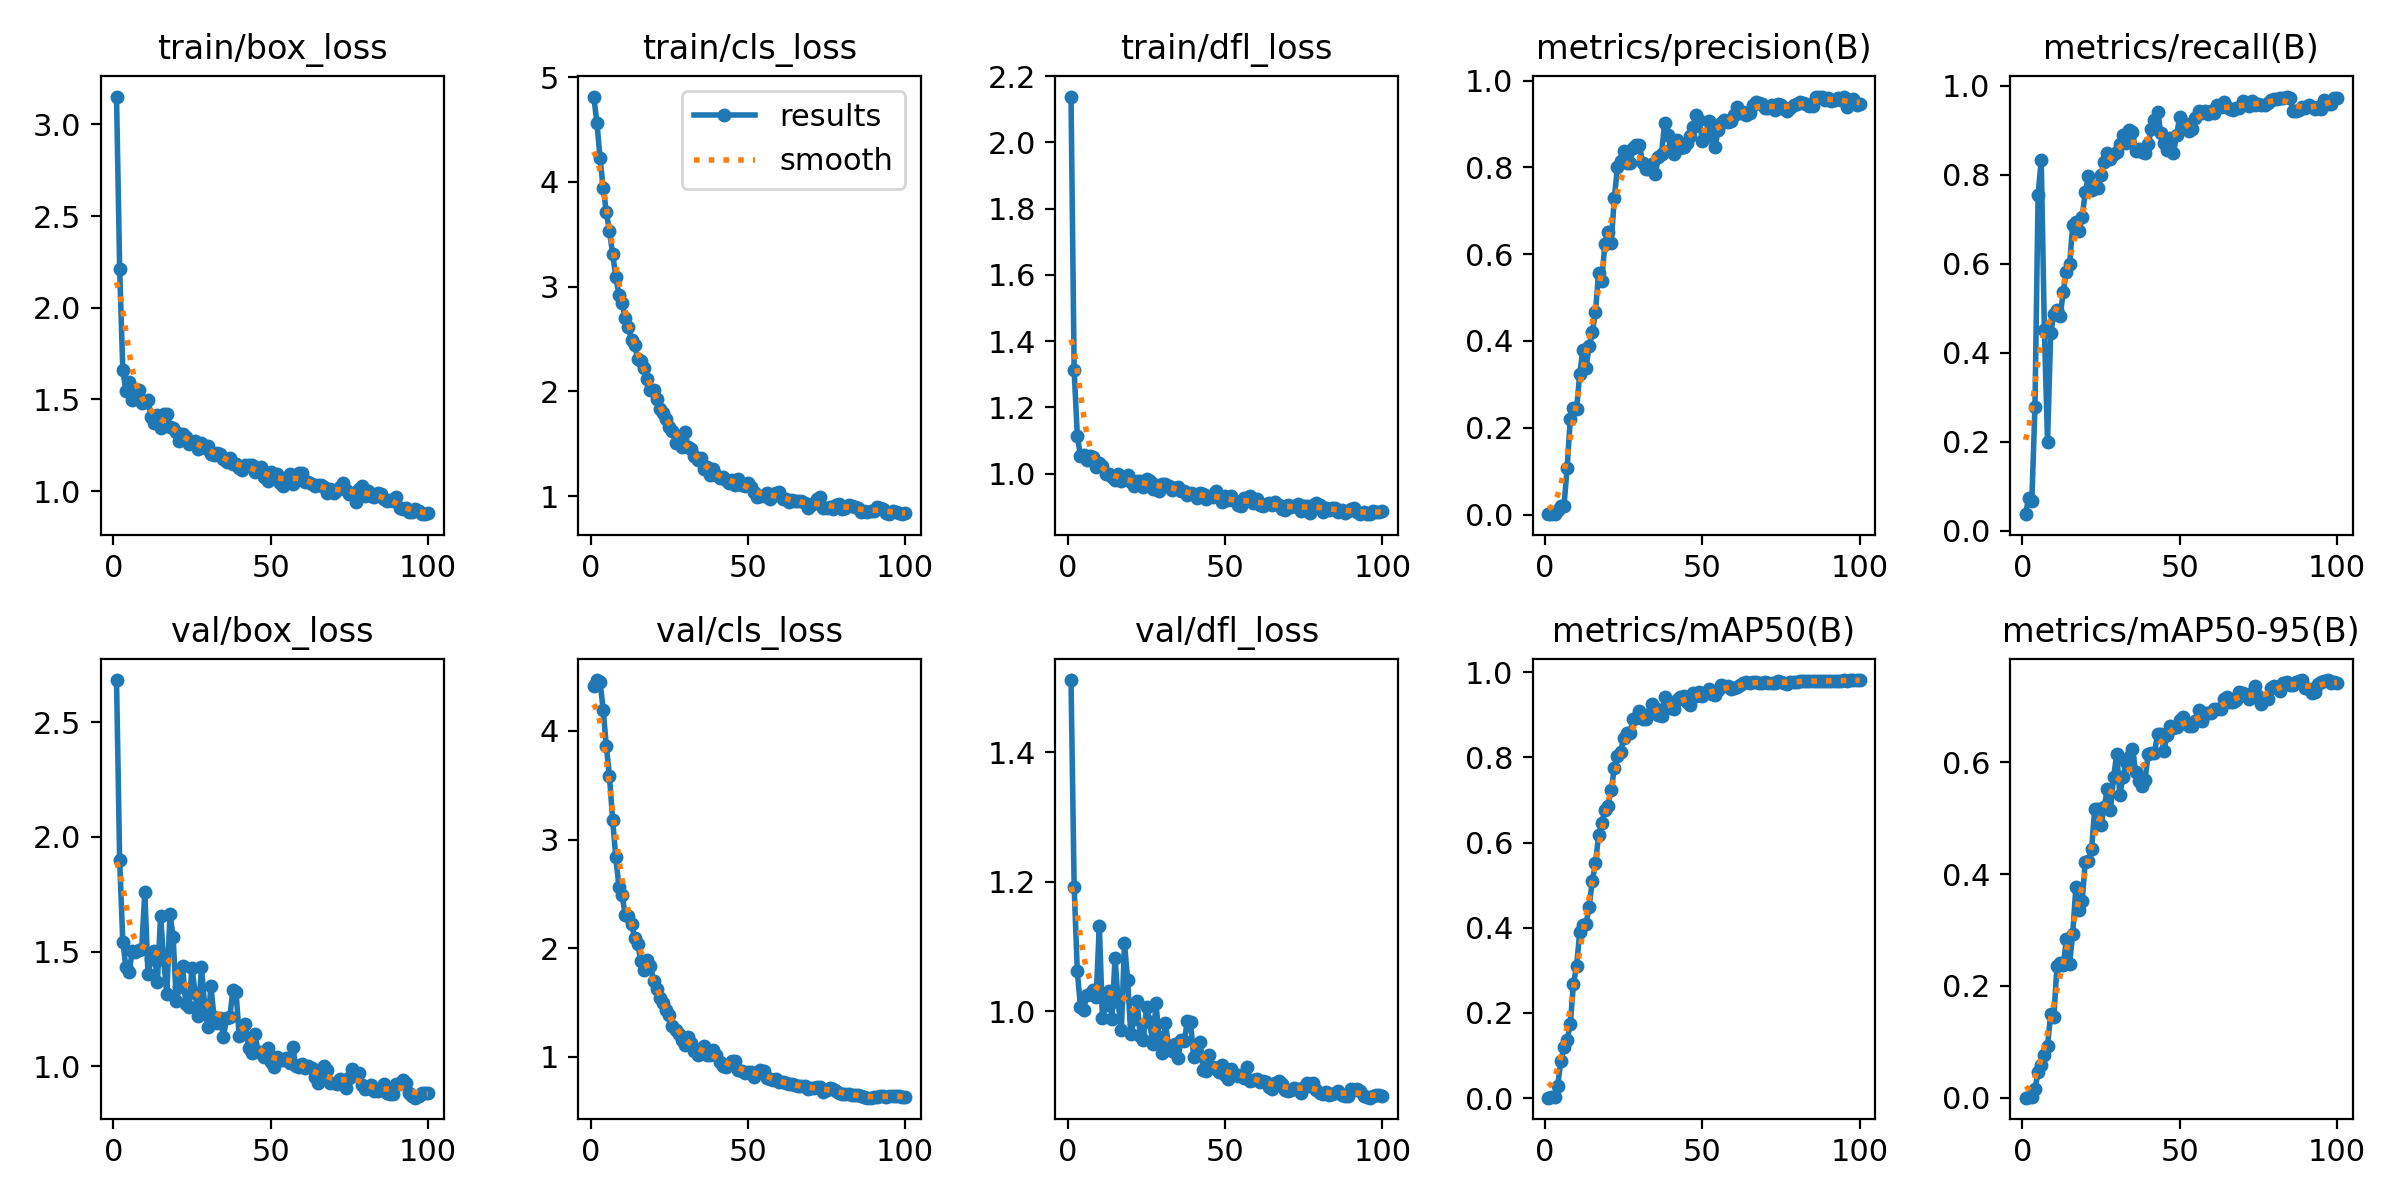 train/box_loss
3.0
2.5
2.0
1.5
1.0
0 50 100
train/cls_loss
results
smooth
5
4
3
2
1
0 50 100
train/dfl_loss
2.2
2.0
1.8
1.6
1.4
1.2
1.0
0 50 100
metrics/precision(B)
1.0
0.8
0.6
0.4
0.2
0.0
0 50 100
metrics/recall(B)
1.0
0.8
0.6
0.4
0.2
0.0
0 50 100
val/box_loss
2.5
2.0
1.5
1.0
0 50 100
val/cls_loss
4
3
2
1
0 50 100
val/dfl_loss
1.4
1.2
1.0
0 50 100
metrics/mAP50(B)
1.0
0.8
0.6
0.4
0.2
0.0
0 50 100
metrics/mAP50-95(B)
0.6
0.4
0.2
0.0
0 50 100